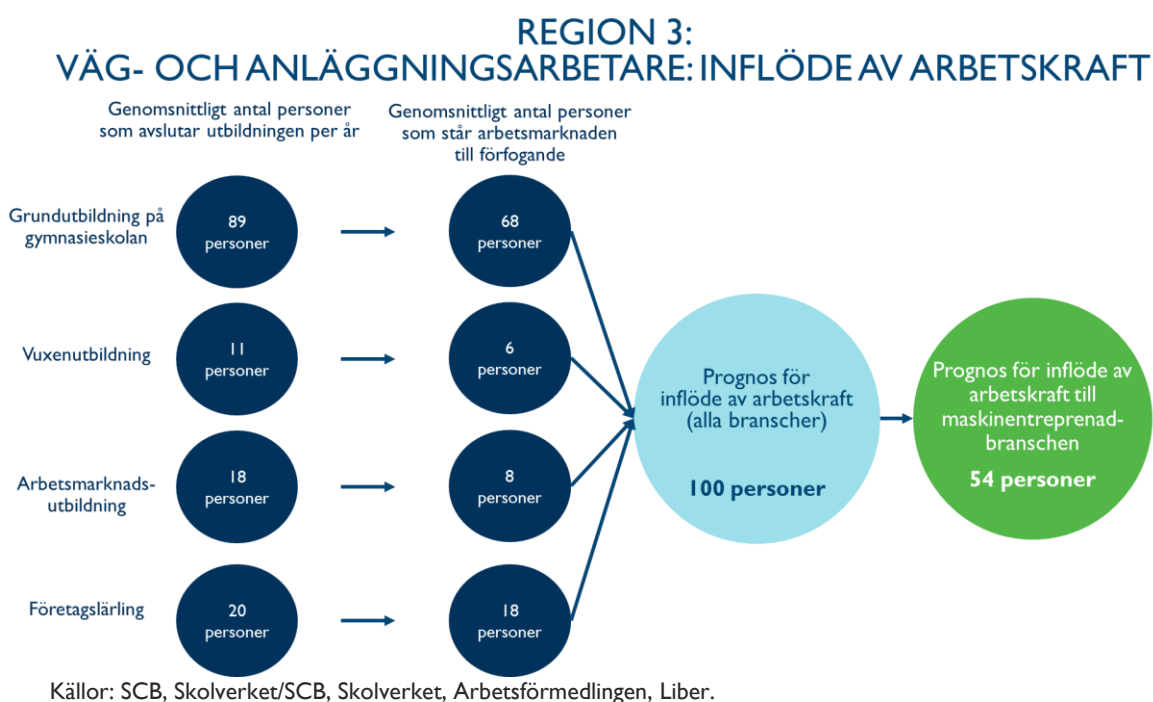 REGION 3:
VÄG- OCH ANLÄGGNINGSARBETARE: INFLÖDE AV ARBETSKRAFT
Genomsnittligt antal personer
som avslutar utbildningen per år
Genomsnittligt antal personer
som står arbetsmarknaden
till förfogande
Grundutbildning på
gymnasieskolan
89
personer
68
personer
Vuxenutbildning
11
personer
6
personer
Arbetsmarknads-
utbildning
18
personer
8
personer
Företagslärling
20
personer
18
personer
Prognos för
inflöde av arbetskraft
(alla branscher)
100 personer
Prognos för inflöde av
arbetskraft till
maskinentreprenad-
branschen
54 personer
Källor: SCB, Skolverket/SCB, Skolverket, Arbetsförmedlingen, Liber.